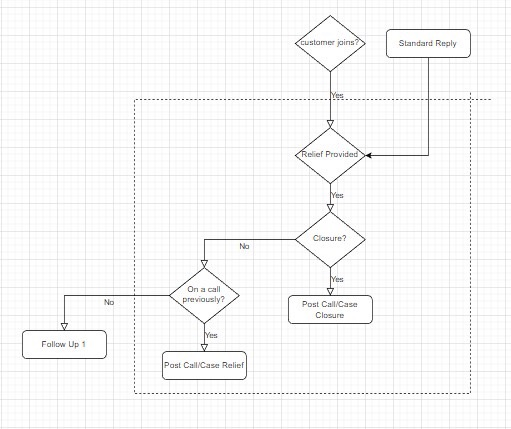 customer joins?
Standard Reply
Yes
Relief Provided
Yes
Closure?
No
Yes
On a call
previously?
Post Call/Case
Closure
No
Yes
Follow Up 1
Post Call/Case Relief